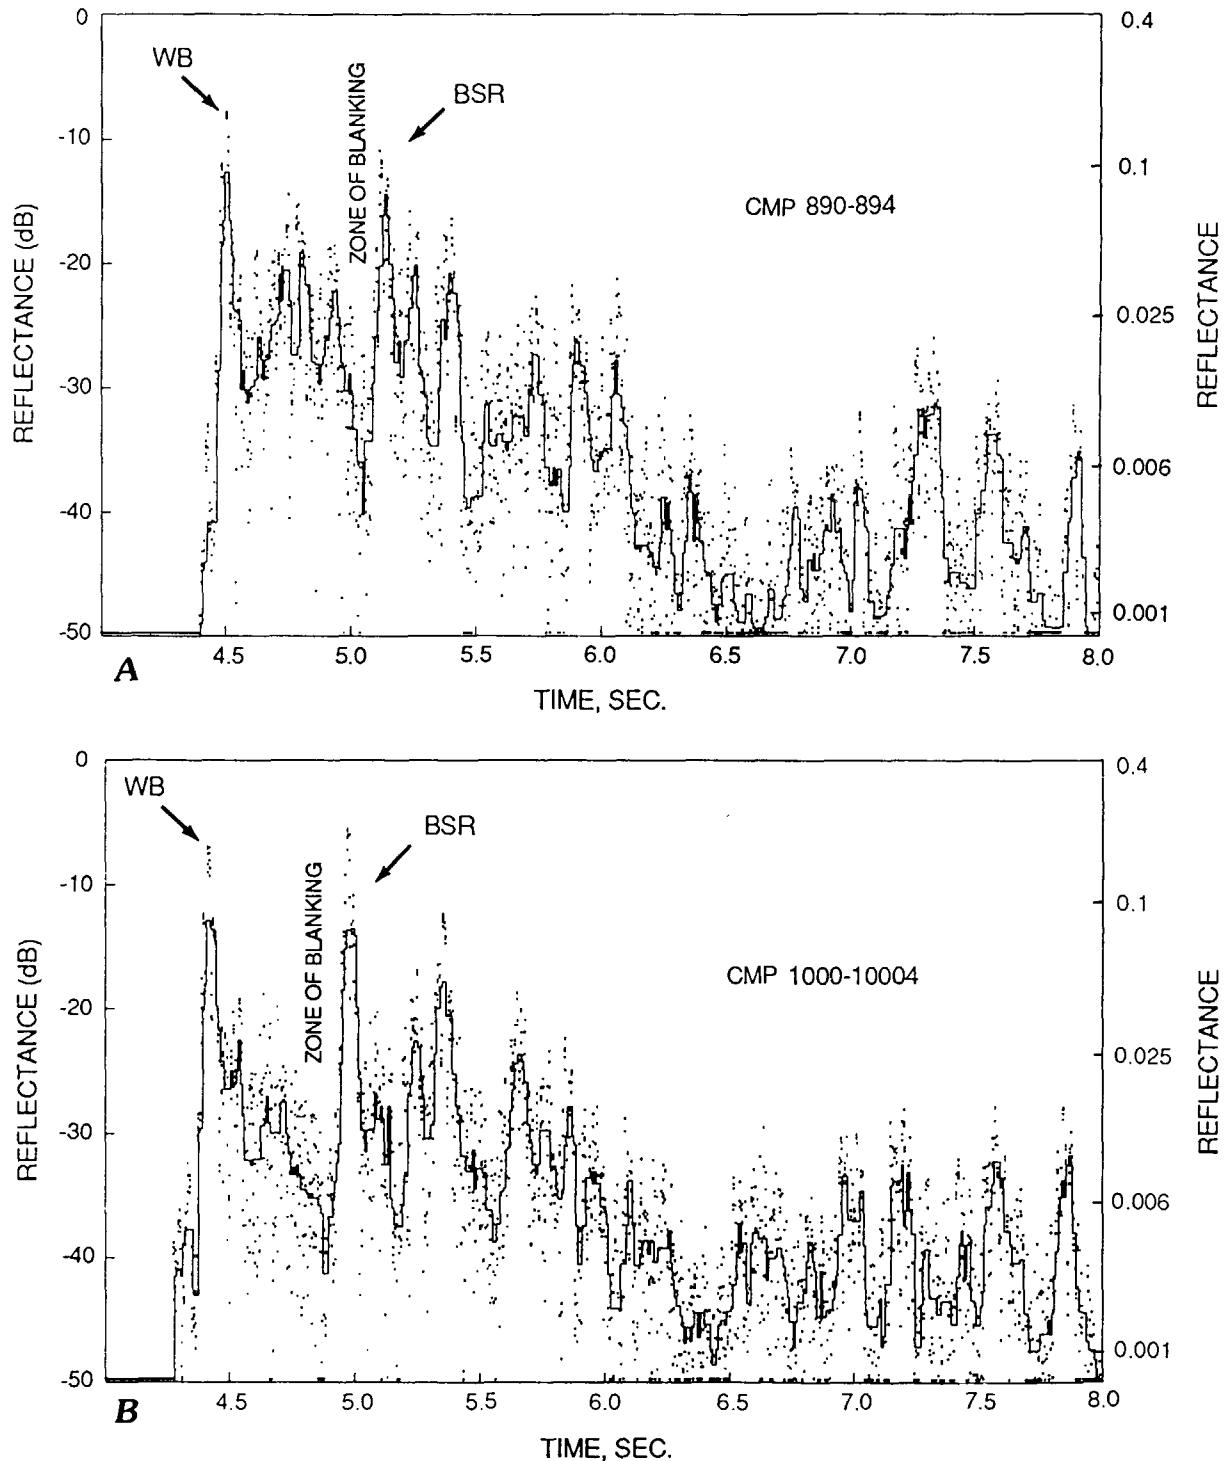 0
0.4
WB
ZONE OF BLANKING
BSR
-10
0.1
CMP 890-894
REFLECTANCE (dB)
-20
REFLECTANCE
0.025
-30
0.006
-40
0.001
-50
4.5 5.0 5.5 6.0 6.5 7.0 7.5 8.0
A
TIME, SEC.
0
0.4
WB
BSR
ZONE OF BLANKING
-10
0.1
CMP 1000-10004
REFLECTANCE (dB)
-20
REFLECTANCE
0.025
-30
0.006
-40
0.001
-50
4.5 5.0 5.5 6.0 6.5 7.0 7.5 8.0
B
TIME, SEC.